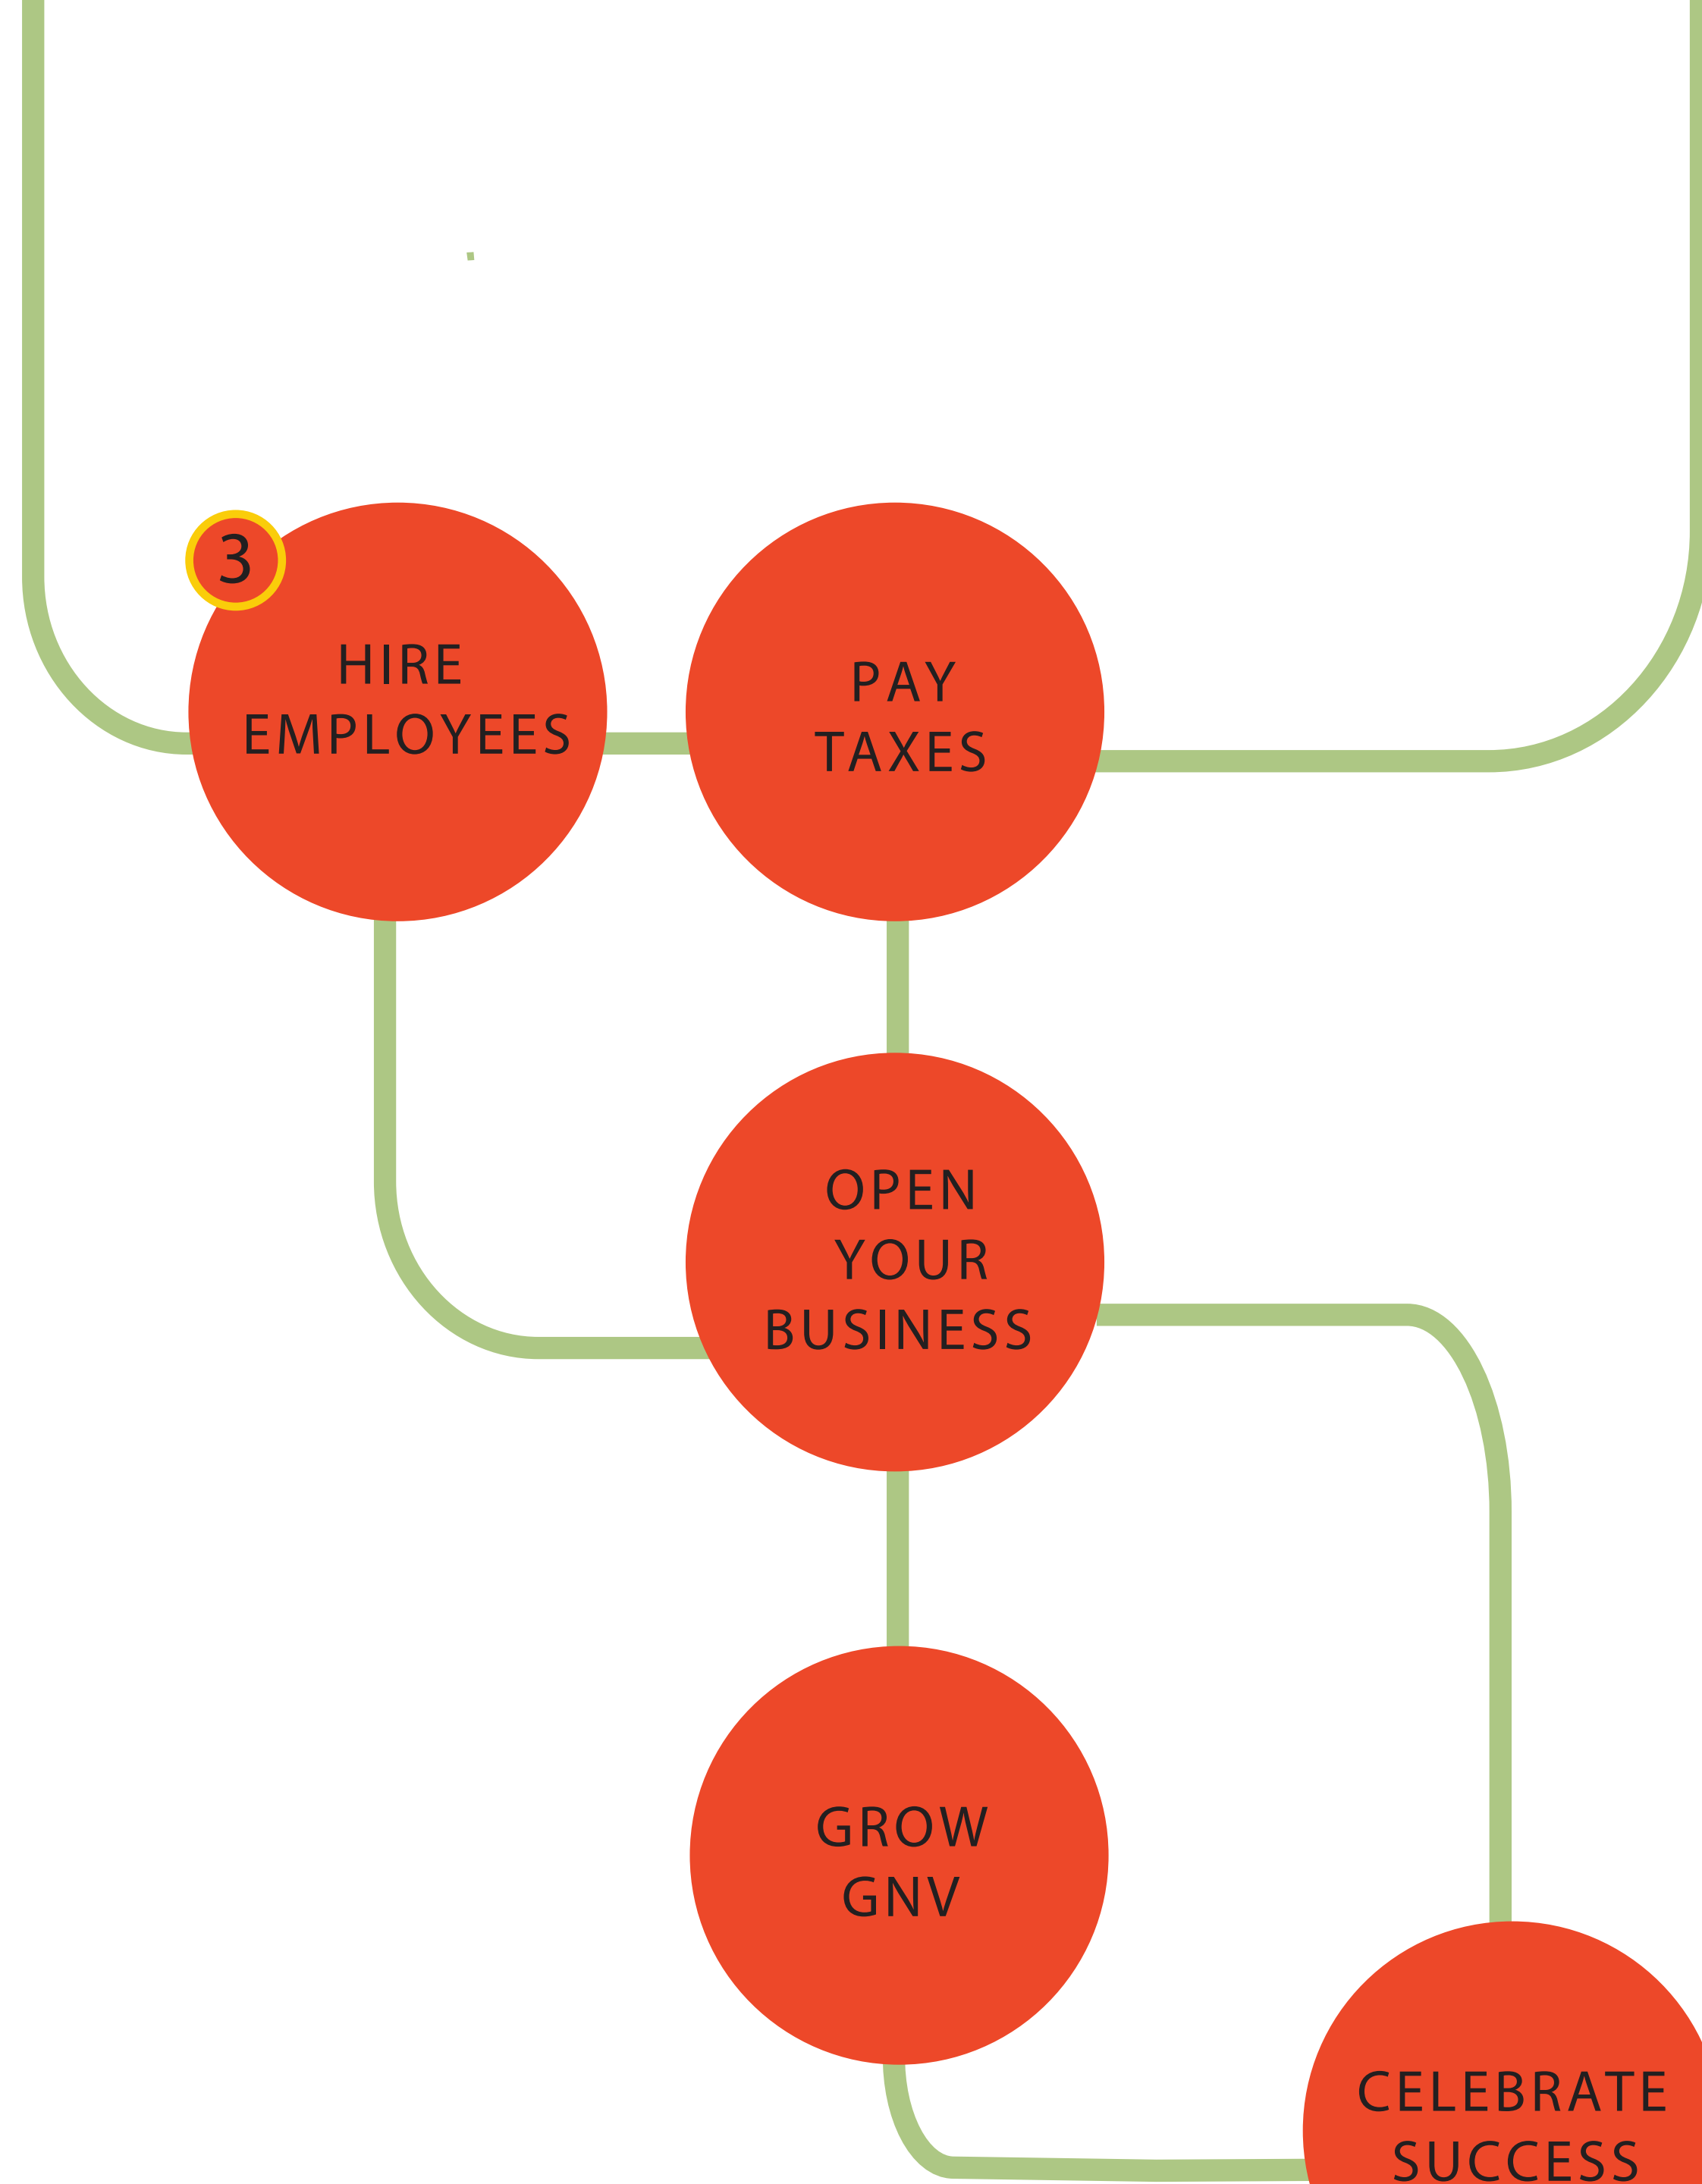 3
HIRE
EMPLOYEES
PAY
TAXES
OPEN
YOUR
BUSINESS
GROW
GNV
CELEBRATE
SUCCESS